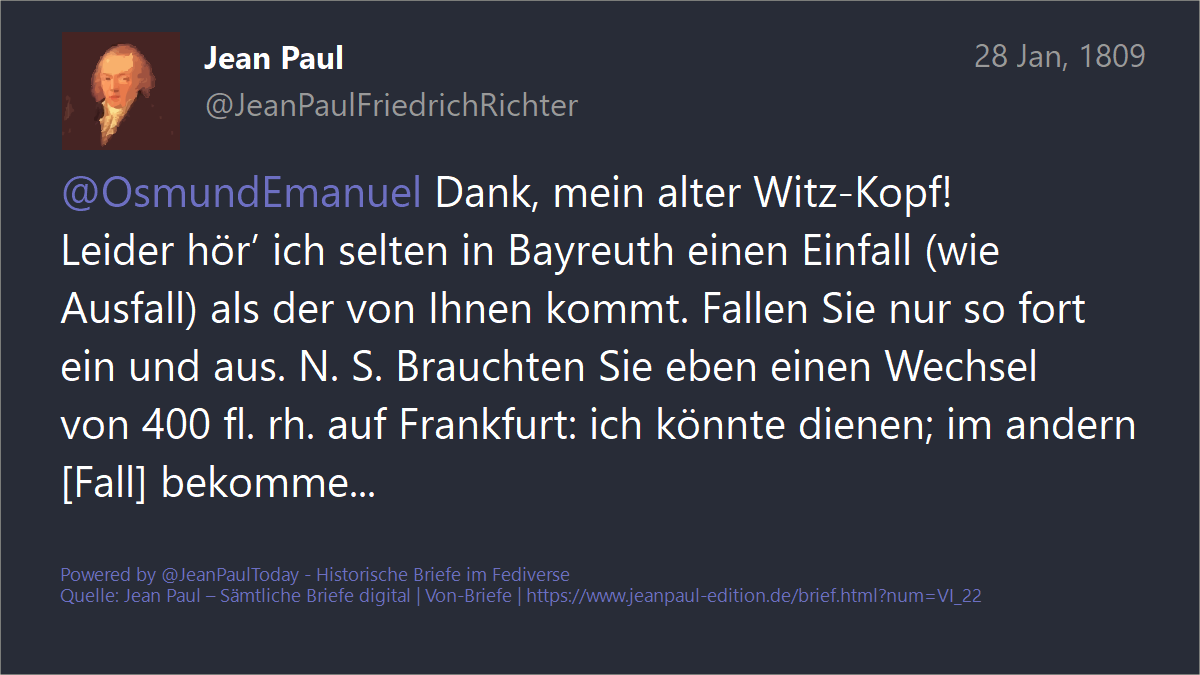 Jean Paul
28 Jan, 1809
@JeanPaulFriedrichRichter
@OsmundEmanuel Dank, mein alter Witz-Kopf!
Leider hör’ ich selten in Bayreuth einen Einfall (wie
Ausfall) als der von Ihnen kommt. Fallen Sie nur so fort
ein und aus. N. S. Brauchten Sie eben einen Wechsel
von 400 fl. rh. auf Frankfurt: ich könnte dienen; im andern
[Fall] bekomme...
Powered by @JeanPaulToday - Historische Briefe im Fediverse
Quelle: Jean Paul – Sämtliche Briefe digital | Von-Briefe | https://www.jeanpaul-edition.de/brief.html?num=VI_22